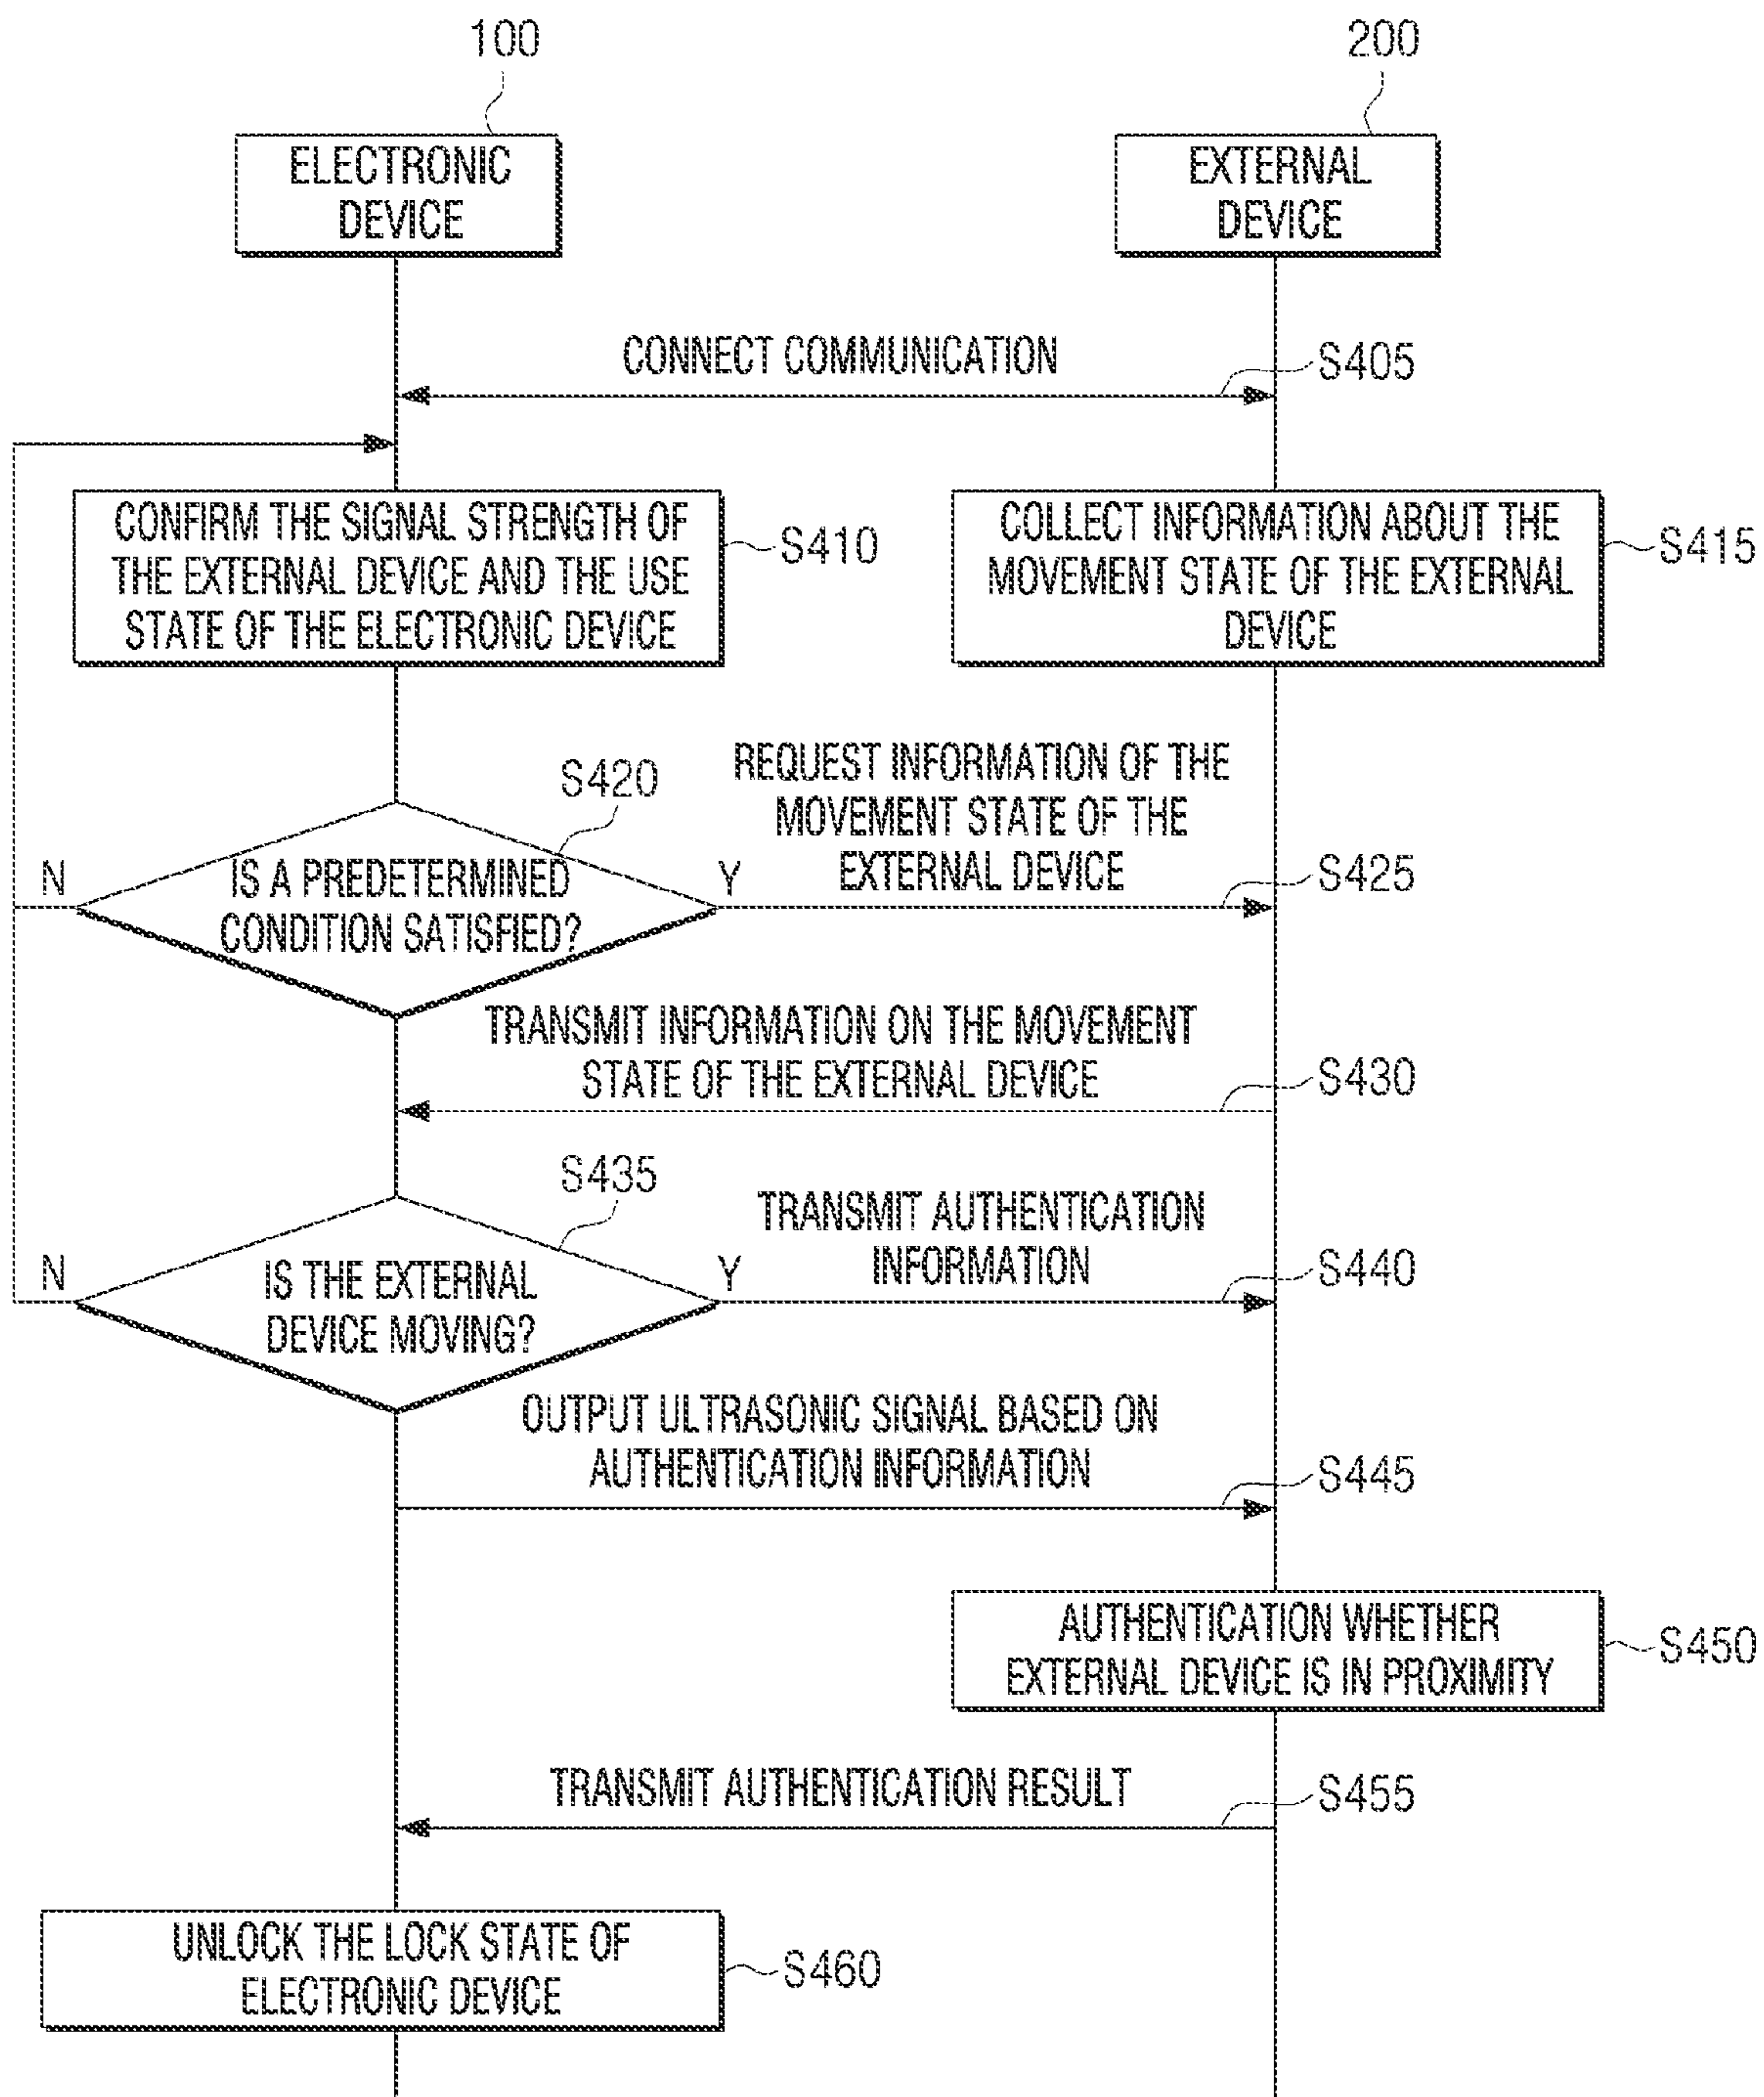 100
200
ELECTRONIC
DEVICE
EXTERNAL
DEVICE
CONNECT COMMUNICATION
S405
CONFIRM THE SIGNAL STRENGTH OF
THE EXTERNAL DEVICE AND THE USE
STATE OF THE ELECTRONIC DEVICE
S410
COLLECT INFORMATION ABOUT THE
MOVEMENT STATE OF THE EXTERNAL
DEVICE
S415
S420
IS A PREDETERMINED
CONDITION SATISFIED?
N
Y
REQUEST INFORMATION OF THE
MOVEMENT STATE OF THE
EXTERNAL DEVICE
S425
TRANSMIT INFORMATION ON THE MOVEMENT
STATE OF THE EXTERNAL DEVICE
S430
S435
IS THE EXTERNAL
DEVICE MOVING?
N
Y
TRANSMIT AUTHENTICATION
INFORMATION
S440
OUTPUT ULTRASONIC SIGNAL BASED ON
AUTHENTICATION INFORMATION
S445
AUTHENTICATION WHETHER
EXTERNAL DEVICE IS IN PROXIMITY
S450
TRANSMIT AUTHENTICATION RESULT
S455
UNLOCK THE LOCK STATE OF
ELECTRONIC DEVICE
S460